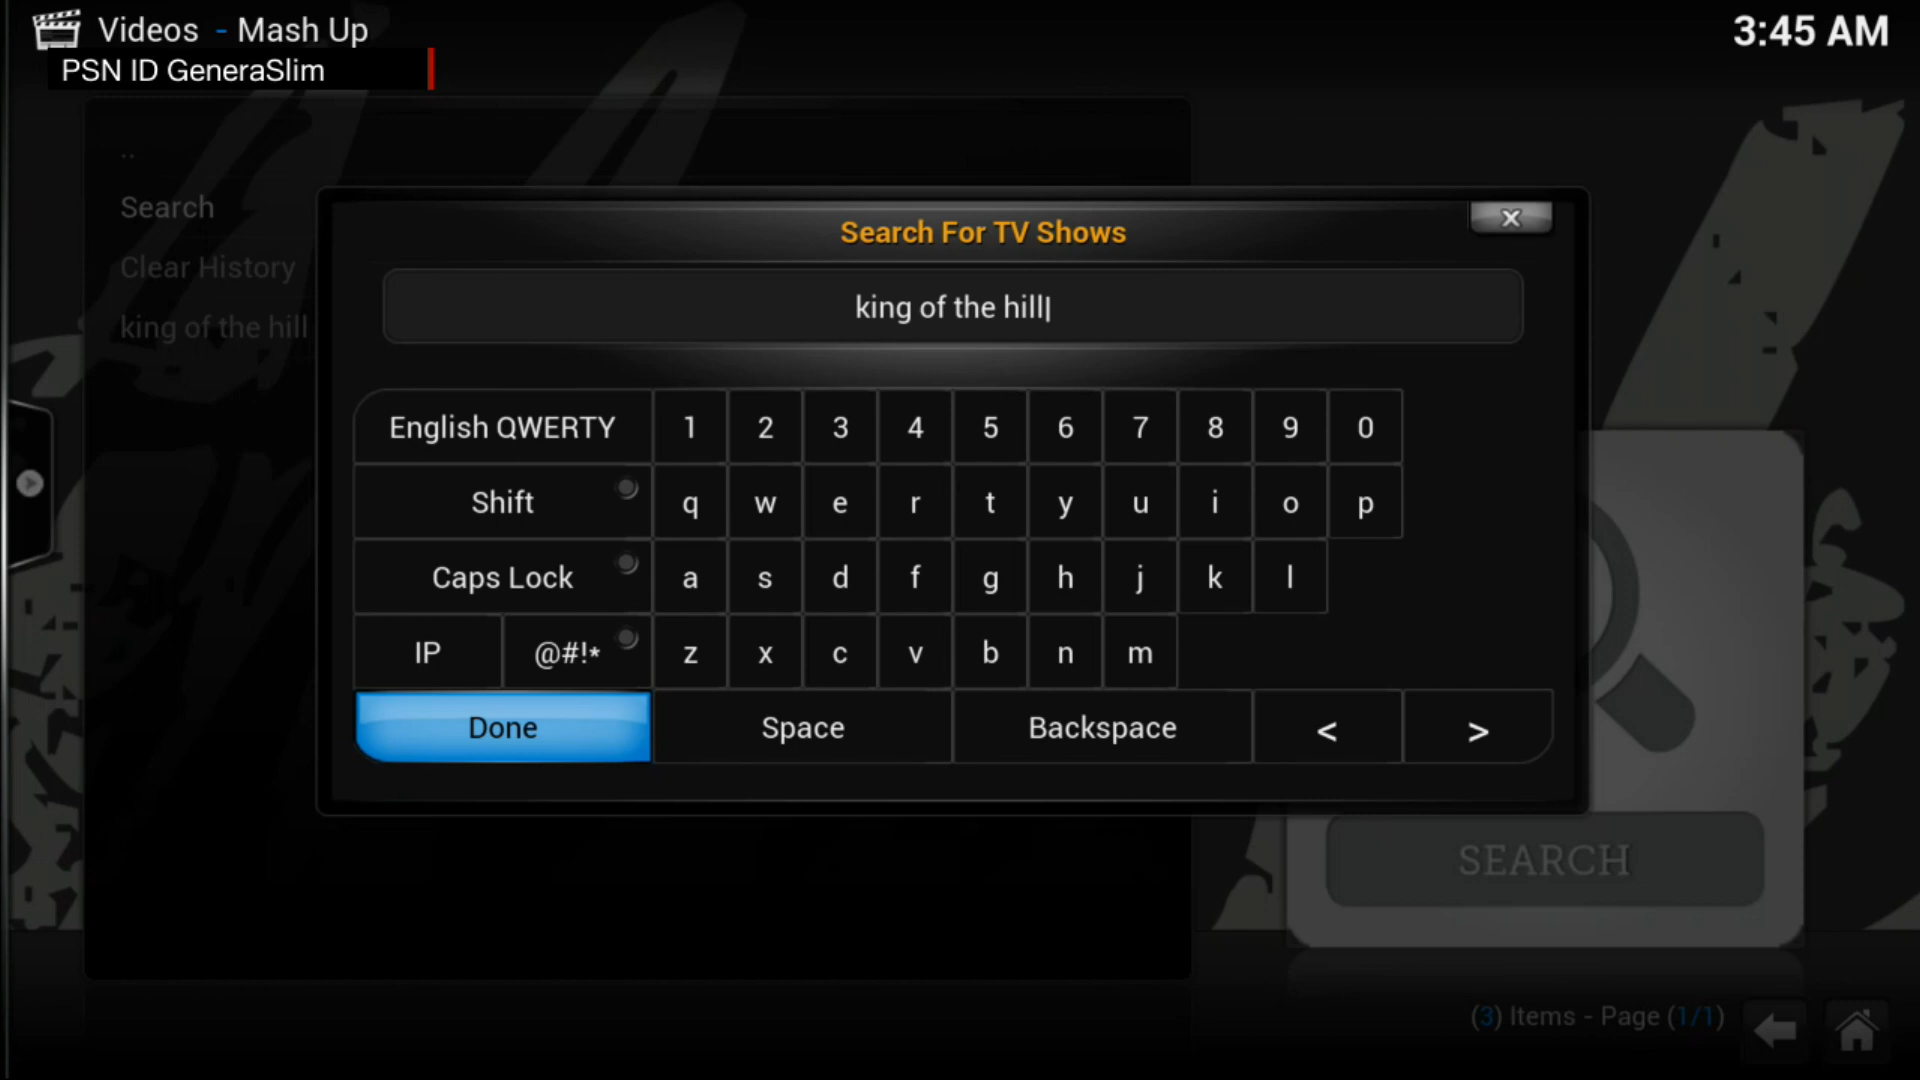 Videos - Mash Up
3:45 AM
PSN ID GeneraSlim
..
Search
Clear History
king of the hill
Search For TV Shows
x
king of the hill
English QWERTY 1 2 3 4 5 6 7 8 9 0
Shift q w e r t y u i o p
Caps Lock a s d f g h j k l
IP @#!* z x c v b n m
Done Space Backspace < >
SEARCH
(3) Items - Page (1/1)